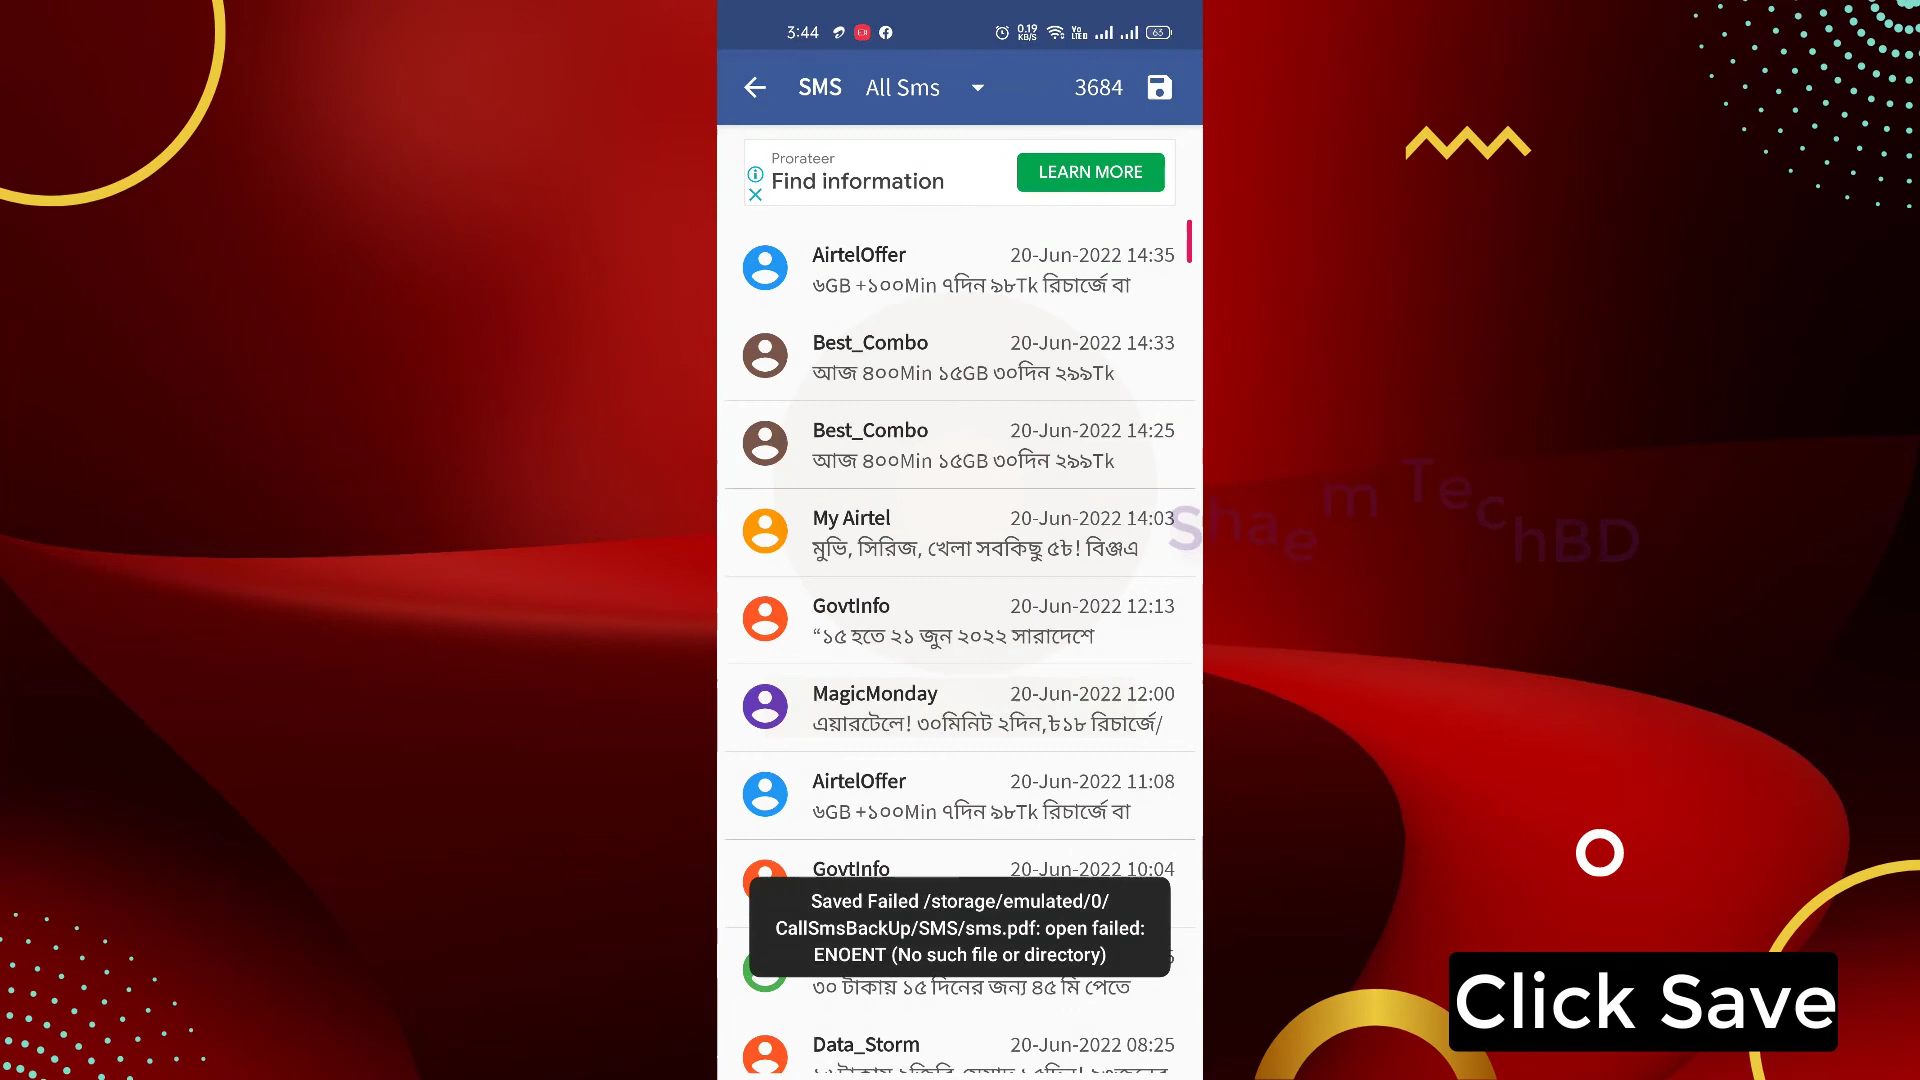 3:44
0.19
KB/S
63
SMS All Sms 3684
Prorateer
Find information
LEARN MORE
AirtelOffer 20-Jun-2022 14:35
৬GB +১০০Min ৭দিন ৯৮Tk রিচার্জে বা
Best_Combo 20-Jun-2022 14:33
আজ ৪০০Min ১৫GB ৩০দিন ২৯৯Tk
Best_Combo 20-Jun-2022 14:25
আজ ৪০০Min ১৫GB ৩০দিন ২৯৯Tk
My Airtel 20-Jun-2022 14:03
মুভি, সিরিজ, খেলা সবকিছু ৫৳! বিঞ্জএ
GovtInfo 20-Jun-2022 12:13
“১৫ হতে ২১ জুন ২০২২ সারাদেশে
MagicMonday 20-Jun-2022 12:00
এয়ারটেলে! ৩০মিনিট ২দিন,৳১৮ রিচার্জে/
AirtelOffer 20-Jun-2022 11:08
৬GB +১০০Min ৭দিন ৯৮Tk রিচার্জে বা
GovtInfo 20-Jun-2022 10:04
Saved Failed /storage/emulated/0/
CallSmsBackUp/SMS/sms.pdf: open failed:
ENOENT (No such file or directory)
৩০ টাকায় ১৫ দিনের জন্য ৪৫ মি পেতে
Data_Storm 20-Jun-2022 08:25
Shaeem TechBD
Click Save